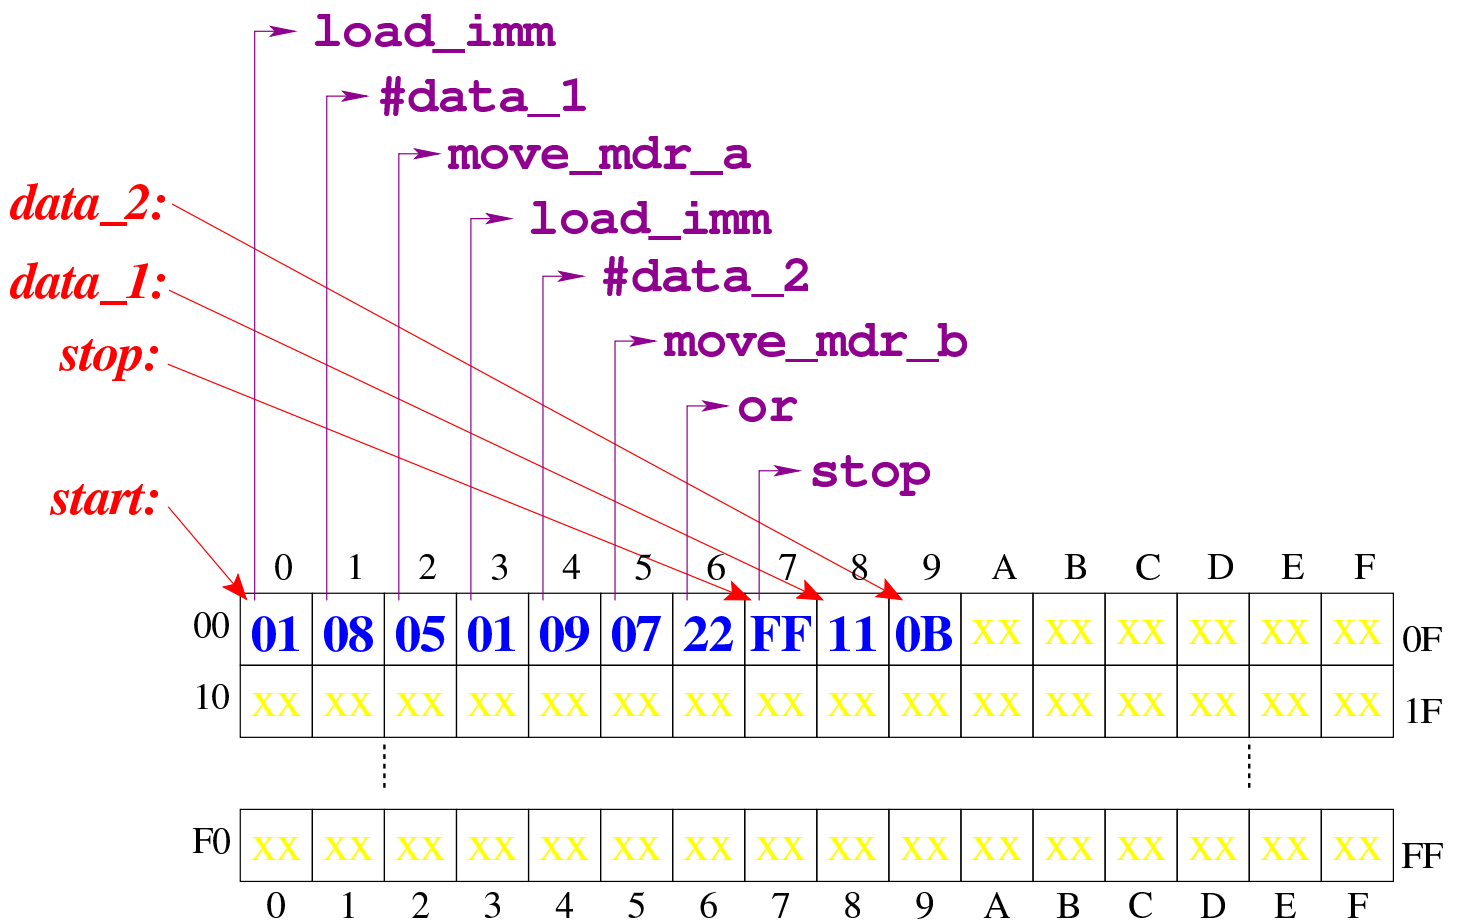 load_imm
#data_1
move_mdr_a
data_2:
load_imm
data_1:
#data_2
stop:
move_mdr_b
or
stop
start:
0 1 2 3 4 5 6 7 8 9 A B C D E F
00 01 08 05 01 09 07 22 FF 11 0B xx xx xx xx xx xx 0F
10 xx xx xx xx xx xx xx xx xx xx xx xx xx xx xx xx 1F
F0 xx xx xx xx xx xx xx xx xx xx xx xx xx xx xx xx FF
0 1 2 3 4 5 6 7 8 9 A B C D E F